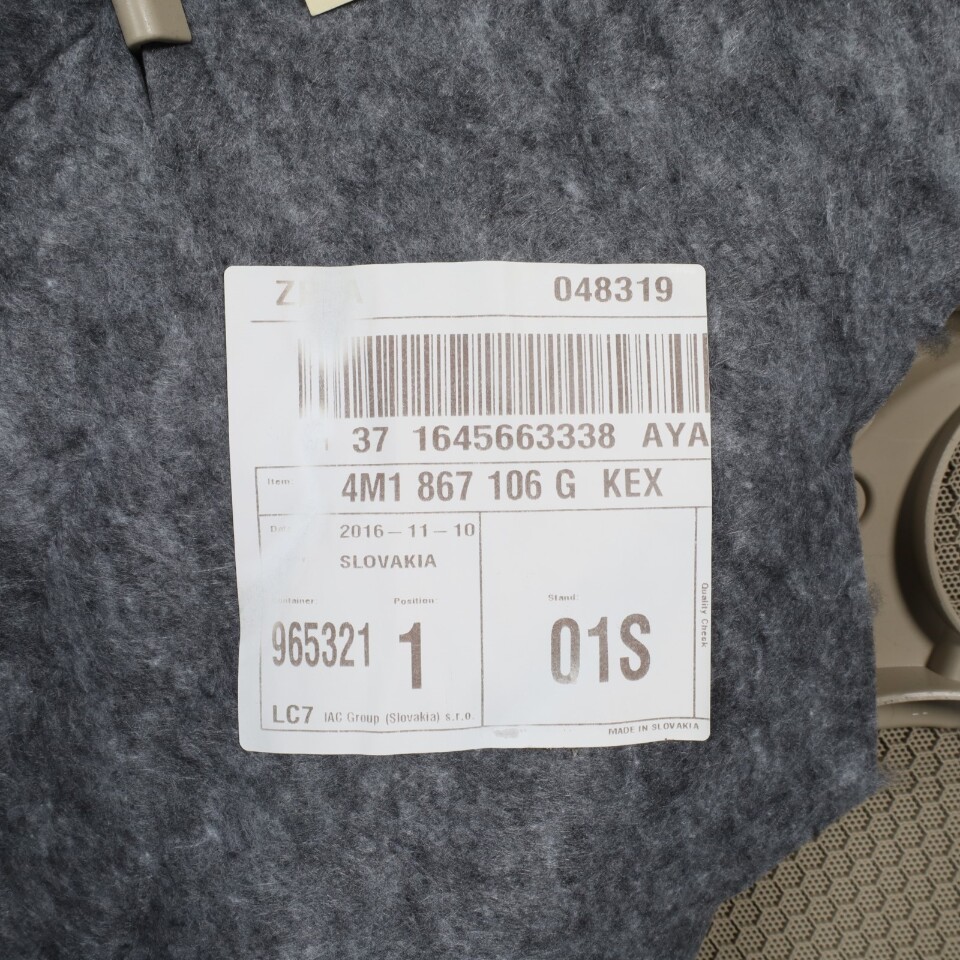 048319
37 1645663338 AYA
Item: 4M1 867 106 G KEX
2016-11-10
SLOVAKIA
Position:
Stand:
965321 1 01S
Quality Check
LC7 IAC Group (Slovakia) s.r.o.
MADE IN SLOVAKIA